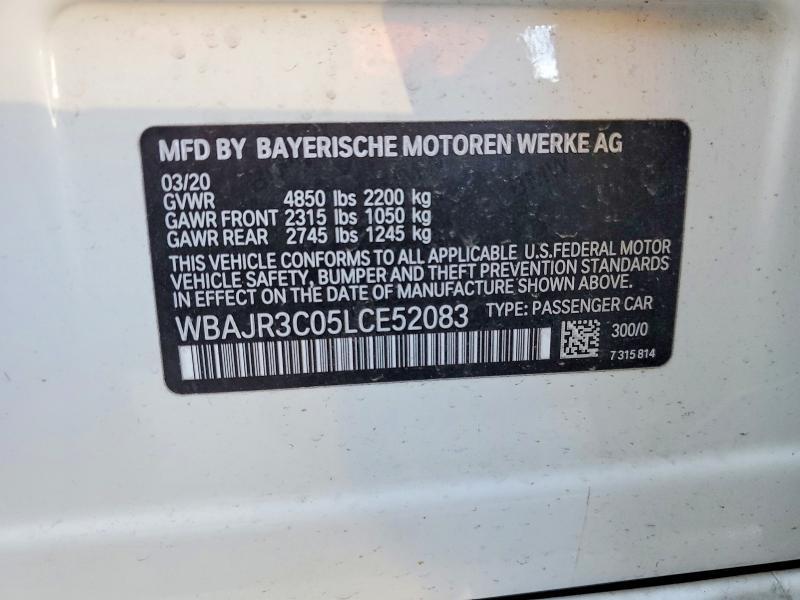 MFD BY BAYERISCHE MOTOREN WERKE AG
03/20
GVWR 4850 lbs 2200 kg
GAWR FRONT 2315 lbs 1050 kg
GAWR REAR 2745 lbs 1245 kg
THIS VEHICLE CONFORMS TO ALL APPLICABLE U.S.FEDERAL MOTOR
VEHICLE SAFETY, BUMPER AND THEFT PREVENTION STANDARDS
IN EFFECT ON THE DATE OF MANUFACTURE SHOWN ABOVE.
WBAJR3C05LCE52083 TYPE: PASSENGER CAR
300/0
7 315 814